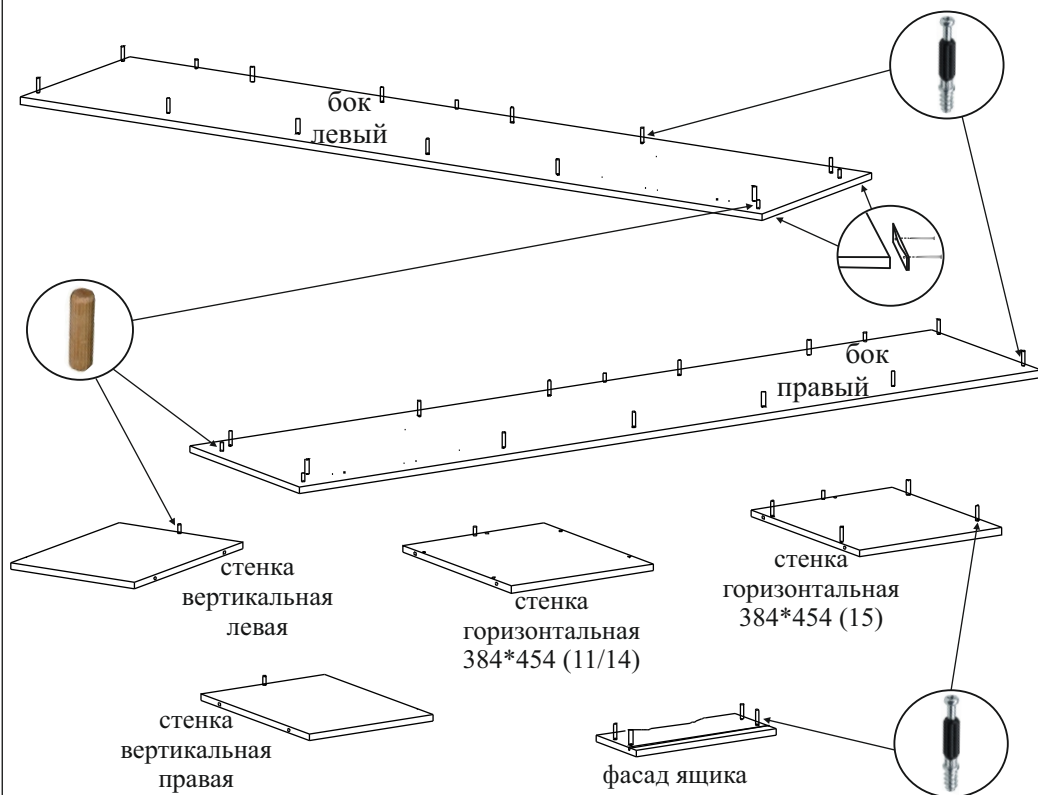 бок
левый
бок
правый
стенка
вертикальная
левая
стенка
горизонтальная
384*454 (11/14)
стенка
горизонтальная
384*454 (15)
стенка
вертикальная
правая
фасад ящика